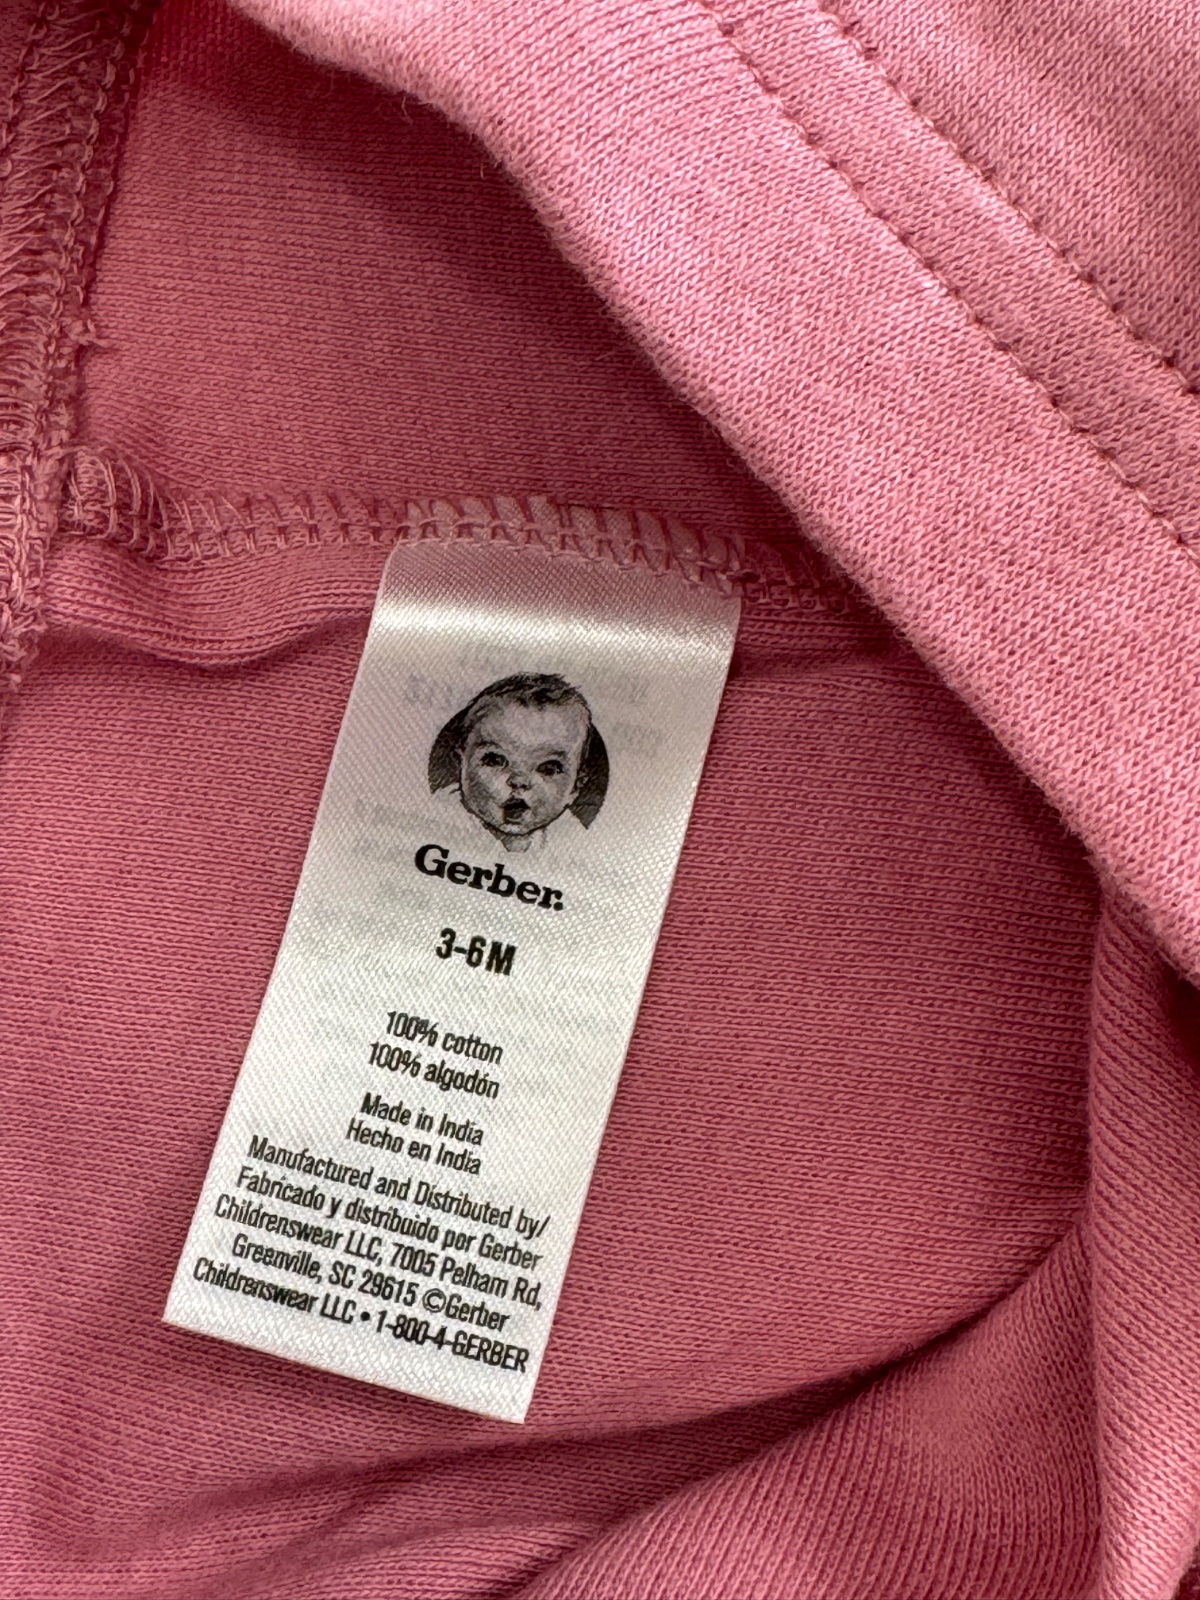 Gerber.
3-6M
100% cotton
100% algodón
Made in India
Hecho en India
Manufactured and Distributed by/
Fabricado y distribuido por Gerber
Childrenswear LLC, 7005 Pelham Rd,
Greenville, SC 29615 ©Gerber
Childrenswear LLC • 1-800-4-GERBER